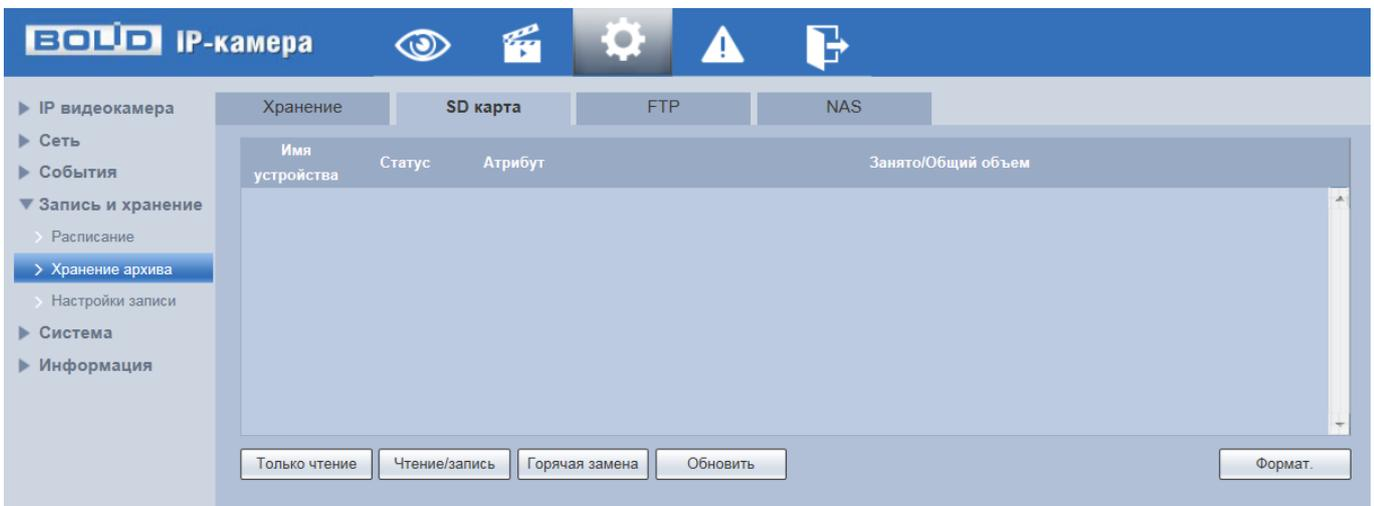 BOLID IP-камера
IP видеокамера
Сеть
События
Запись и хранение
Расписание
Хранение архива
Настройки записи
Система
Информация
Хранение SD карта FTP NAS
Имя устройства Статус Атрибут Занято/Общий объем
Только чтение Чтение/запись Горячая замена Обновить Формат.